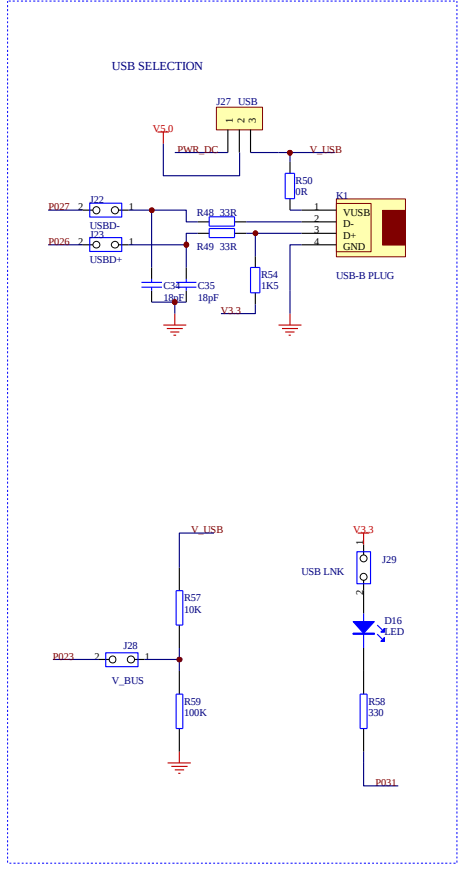 USB SELECTION
J27 USB
1 2 3
V5.0
PWR_DC
V_USB
R50
0R
K1
P027 2 J22 1
USBD-
R48 33R
1 VUSB
2 D-
3 D+
4 GND
P026 2 J23 1
USBD+
R49 33R
R54
1K5
USB-B PLUG
C34
18pF
C35
18pF
V3.3
V_USB
V3.3
1
J29
USB LNK
2
R57
10K
D16
LED
J28
P023 2 1
V_BUS
R59
100K
R58
330
P031